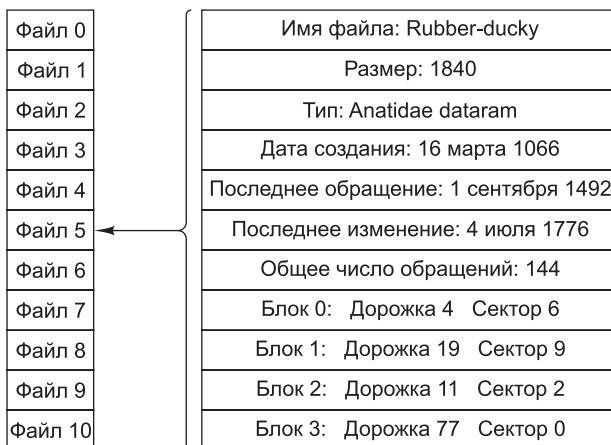 Файл 0
Файл 1
Файл 2
Файл 3
Файл 4
Файл 5
Файл 6
Файл 7
Файл 8
Файл 9
Файл 10
Имя файла: Rubber-ducky
Размер: 1840
Тип: Anatidae dataram
Дата создания: 16 марта 1066
Последнее обращение: 1 сентября 1492
Последнее изменение: 4 июля 1776
Общее число обращений: 144
Блок 0: Дорожка 4 Сектор 6
Блок 1: Дорожка 19 Сектор 9
Блок 2: Дорожка 11 Сектор 2
Блок 3: Дорожка 77 Сектор 0